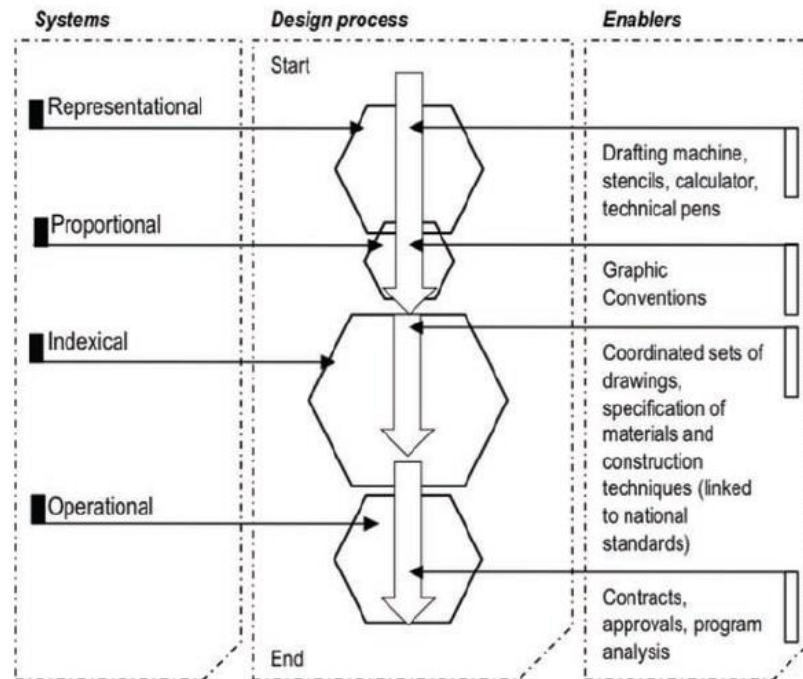 Systems
Design process
Enablers
Start
Representational
Drafting machine,
stencils, calculator,
technical pens
Proportional
Graphic
Conventions
Indexical
Coordinated sets of
drawings,
specification of
materials and
construction
techniques (linked
to national
standards)
Operational
Contracts,
approvals, program
analysis
End